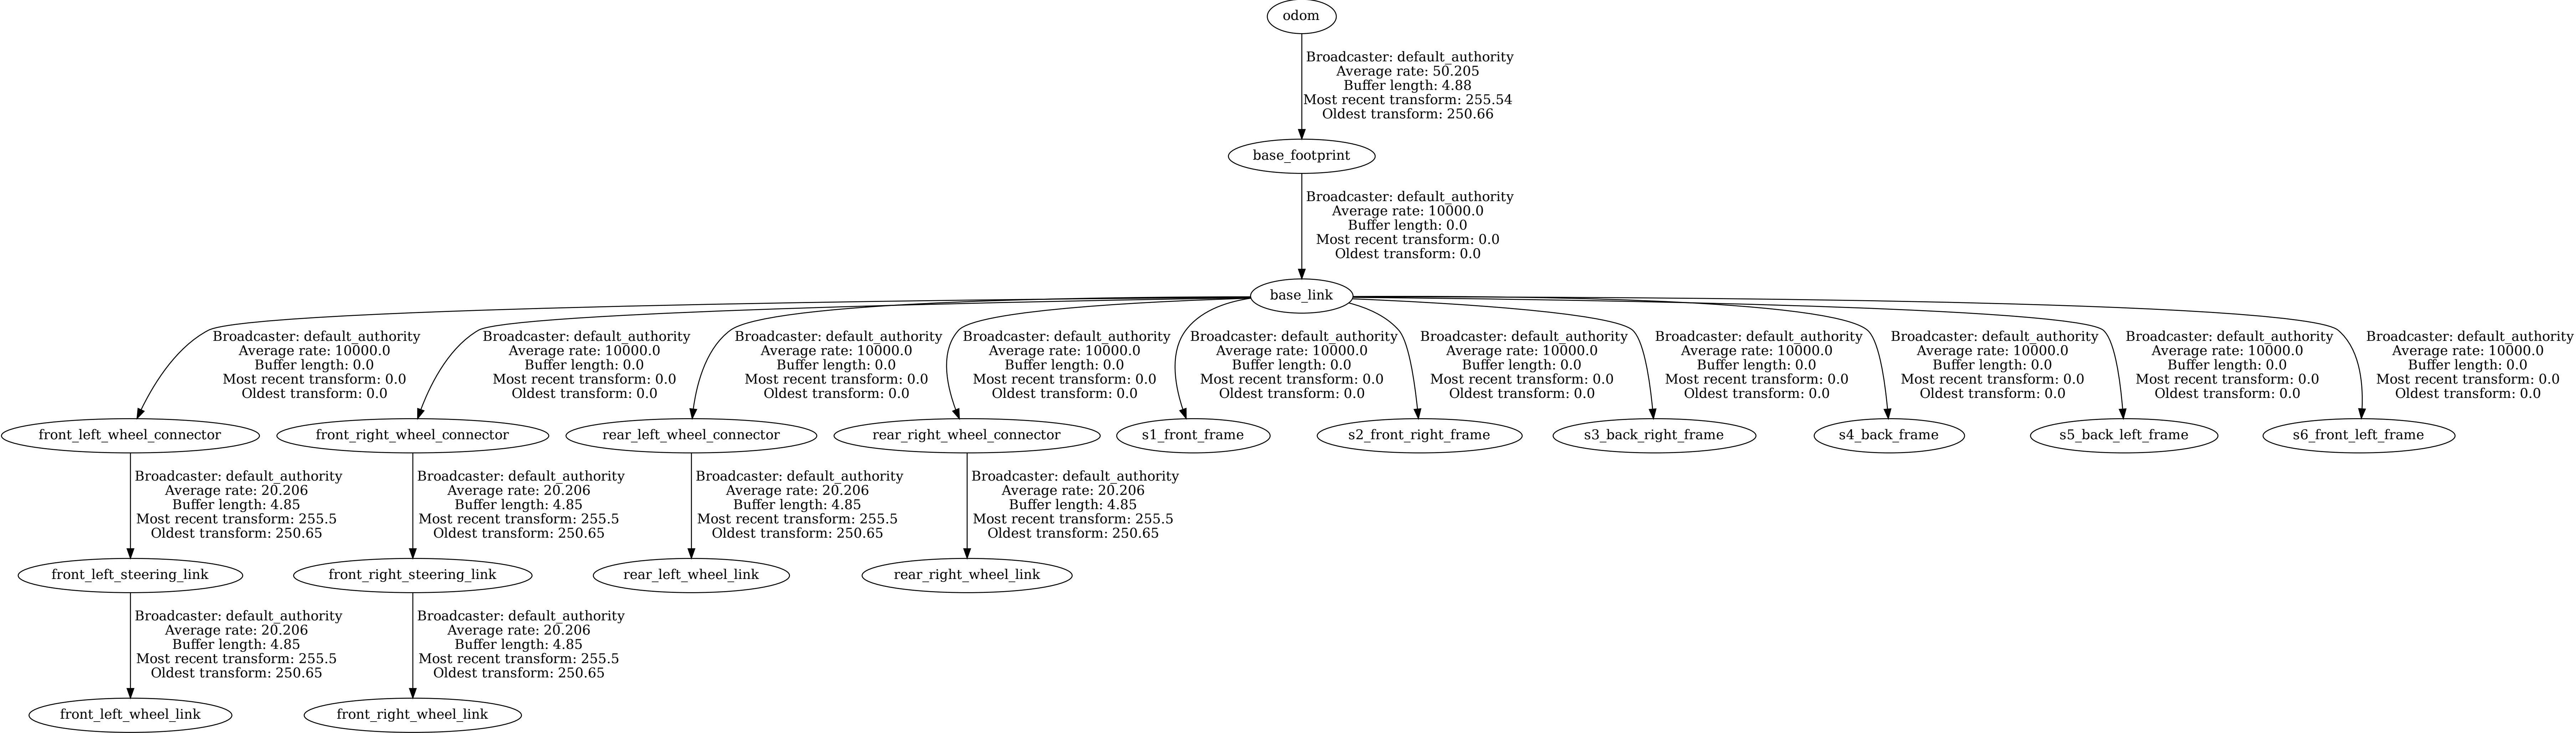 odom
Broadcaster: default_authority
Average rate: 50.205
Buffer length: 4.88
Most recent transform: 255.54
Oldest transform: 250.66
base_footprint
Broadcaster: default_authority
Average rate: 10000.0
Buffer length: 0.0
Most recent transform: 0.0
Oldest transform: 0.0
base_link
Broadcaster: default_authority
Average rate: 10000.0
Buffer length: 0.0
Most recent transform: 0.0
Oldest transform: 0.0
Broadcaster: default_authority
Average rate: 10000.0
Buffer length: 0.0
Most recent transform: 0.0
Oldest transform: 0.0
Broadcaster: default_authority
Average rate: 10000.0
Buffer length: 0.0
Most recent transform: 0.0
Oldest transform: 0.0
Broadcaster: default_authority
Average rate: 10000.0
Buffer length: 0.0
Most recent transform: 0.0
Oldest transform: 0.0
Broadcaster: default_authority
Average rate: 10000.0
Buffer length: 0.0
Most recent transform: 0.0
Oldest transform: 0.0
Broadcaster: default_authority
Average rate: 10000.0
Buffer length: 0.0
Most recent transform: 0.0
Oldest transform: 0.0
Broadcaster: default_authority
Average rate: 10000.0
Buffer length: 0.0
Most recent transform: 0.0
Oldest transform: 0.0
Broadcaster: default_authority
Average rate: 10000.0
Buffer length: 0.0
Most recent transform: 0.0
Oldest transform: 0.0
Broadcaster: default_authority
Average rate: 10000.0
Buffer length: 0.0
Most recent transform: 0.0
Oldest transform: 0.0
Broadcaster: default_authority
Average rate: 10000.0
Buffer length: 0.0
Most recent transform: 0.0
Oldest transform: 0.0
front_left_wheel_connector
front_right_wheel_connector
rear_left_wheel_connector
rear_right_wheel_connector
s1_front_frame
s2_front_right_frame
s3_back_right_frame
s4_back_frame
s5_back_left_frame
s6_front_left_frame
Broadcaster: default_authority
Average rate: 20.206
Buffer length: 4.85
Most recent transform: 255.5
Oldest transform: 250.65
Broadcaster: default_authority
Average rate: 20.206
Buffer length: 4.85
Most recent transform: 255.5
Oldest transform: 250.65
Broadcaster: default_authority
Average rate: 20.206
Buffer length: 4.85
Most recent transform: 255.5
Oldest transform: 250.65
Broadcaster: default_authority
Average rate: 20.206
Buffer length: 4.85
Most recent transform: 255.5
Oldest transform: 250.65
front_left_steering_link
front_right_steering_link
rear_left_wheel_link
rear_right_wheel_link
Broadcaster: default_authority
Average rate: 20.206
Buffer length: 4.85
Most recent transform: 255.5
Oldest transform: 250.65
Broadcaster: default_authority
Average rate: 20.206
Buffer length: 4.85
Most recent transform: 255.5
Oldest transform: 250.65
front_left_wheel_link
front_right_wheel_link